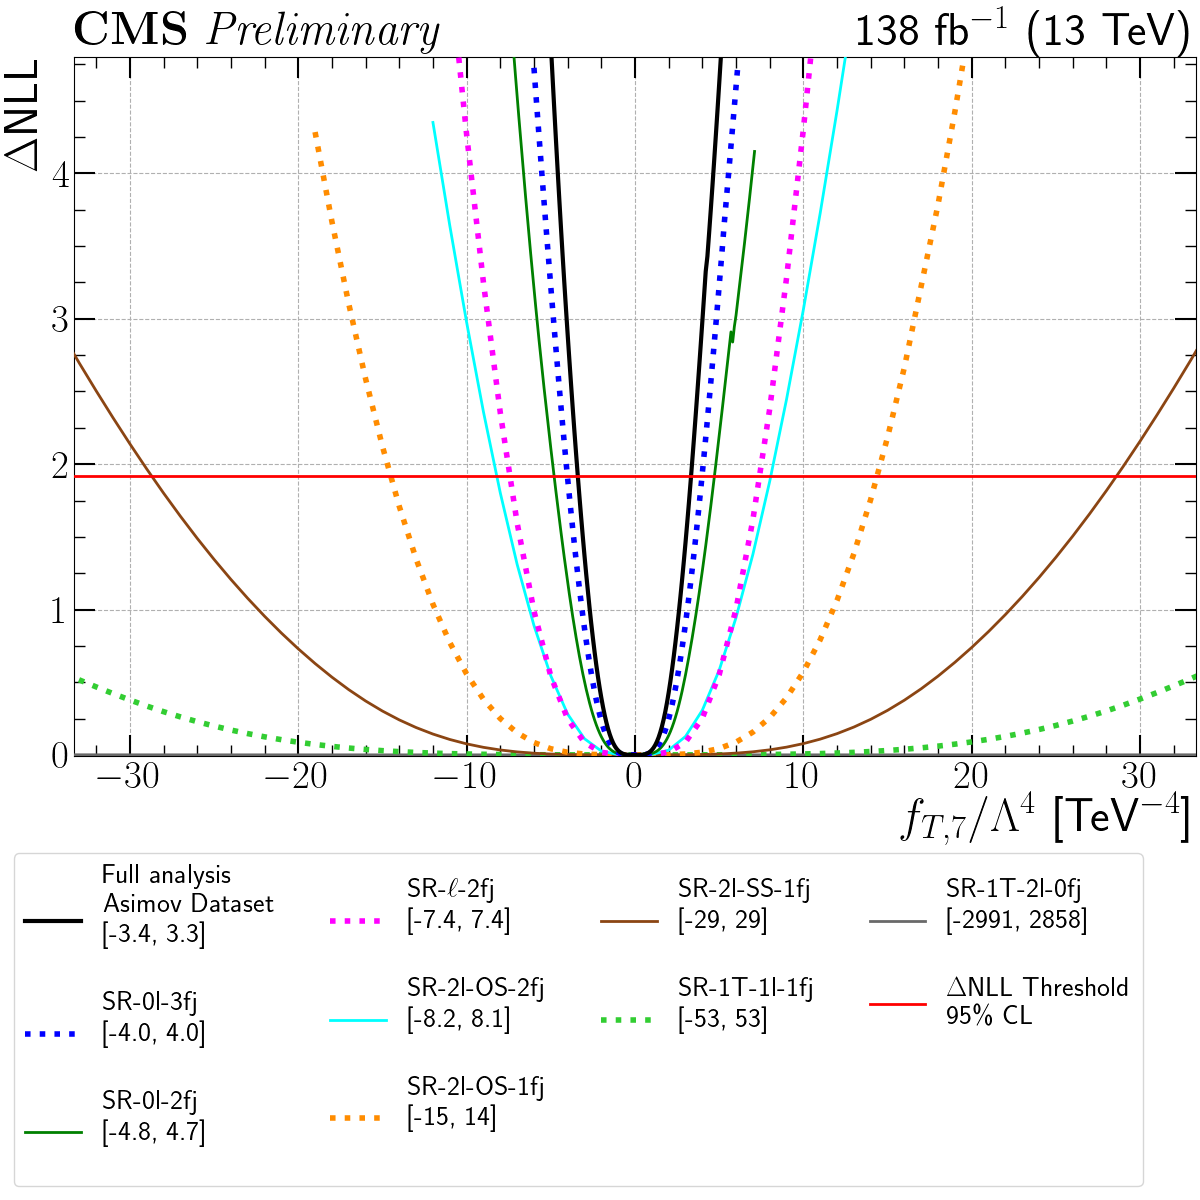 CMS Preliminary 138 fb⁻¹ (13 TeV)
ΔNLL
4
3
2
1
0
−30 −20 −10 0 10 20 30
f_{T,7}/Λ⁴ [TeV⁻⁴]
Full analysis
Asimov Dataset
[-3.4, 3.3]
SR-0l-3fj
[-4.0, 4.0]
SR-0l-2fj
[-4.8, 4.7]
SR-ℓ-2fj
[-7.4, 7.4]
SR-2l-OS-2fj
[-8.2, 8.1]
SR-2l-OS-1fj
[-15, 14]
SR-2l-SS-1fj
[-29, 29]
SR-1T-1l-1fj
[-53, 53]
SR-1T-2l-0fj
[-2991, 2858]
ΔNLL Threshold
95% CL